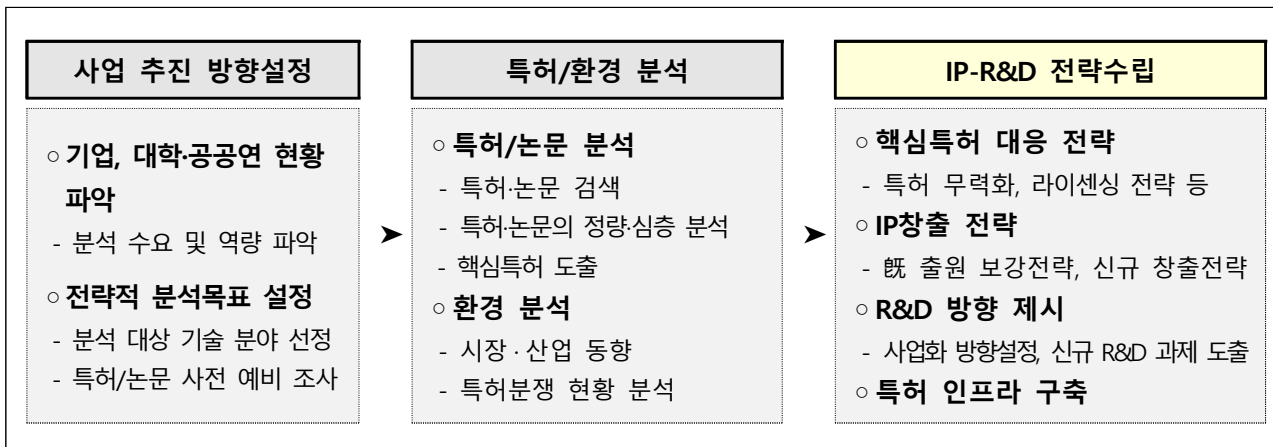 사업 추진 방향설정
○ 기업, 대학·공공연 현황
파악
- 분석 수요 및 역량 파악
○ 전략적 분석목표 설정
- 분석 대상 기술 분야 선정
- 특허/논문 사전 예비 조사
➤
특허/환경 분석
○ 특허/논문 분석
- 특허·논문 검색
- 특허·논문의 정량·심층 분석
- 핵심특허 도출
○ 환경 분석
- 시장 · 산업 동향
- 특허분쟁 현황 분석
➤
IP-R&D 전략수립
○ 핵심특허 대응 전략
- 특허 무력화, 라이센싱 전략 등
○ IP창출 전략
- 旣 출원 보강전략, 신규 창출전략
○ R&D 방향 제시
- 사업화 방향설정, 신규 R&D 과제 도출
○ 특허 인프라 구축